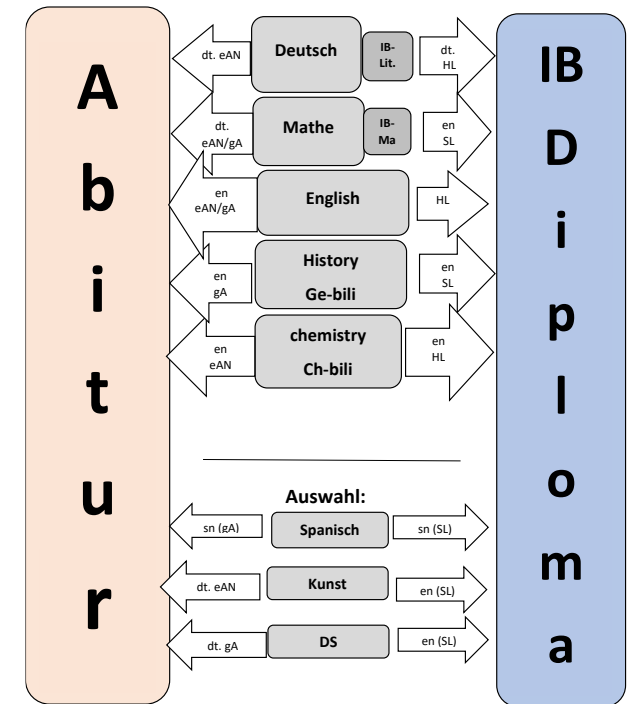 A
b
i
t
u
r
dt. eAN
Deutsch
IB-
Lit.
dt.
HL
dt.
eAN/gA
Mathe
IB-
Ma
en
SL
en
eAN/gA
English
HL
en
gA
History
Ge-bili
en
SL
en
eAN
chemistry
Ch-bili
en
HL
Auswahl:
sn (gA)
Spanisch
sn (SL)
dt. eAN
Kunst
en (SL)
dt. gA
DS
en (SL)
IB
D
i
p
l
o
m
a